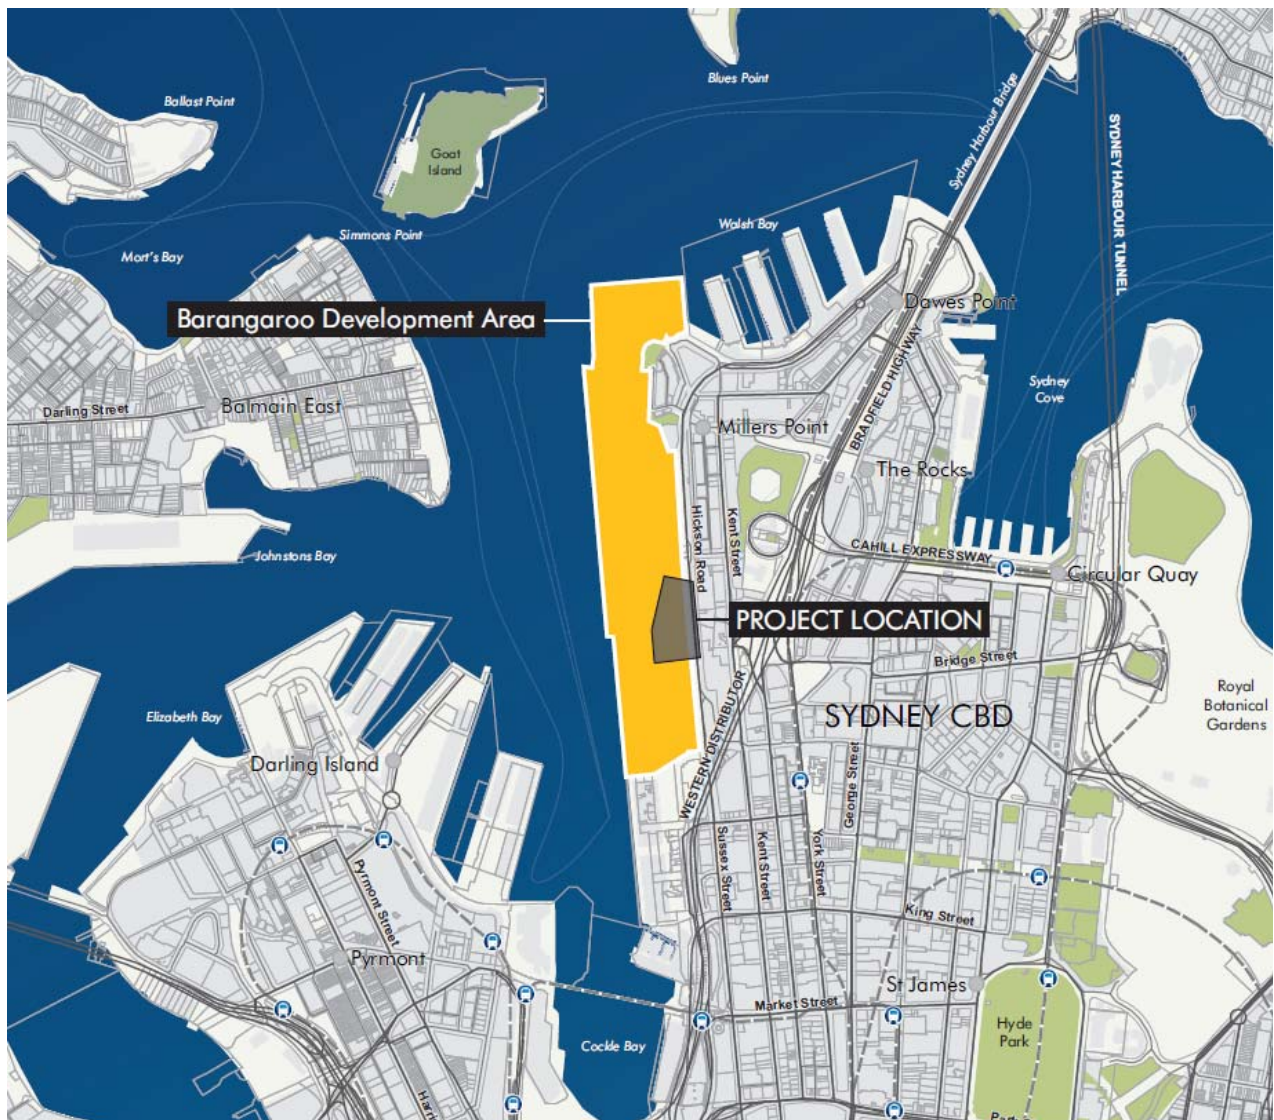 Blues Point
Ballast Point
Goat
Island
Sydney Harbour Bridge
SYDNEY HARBOUR TUNNEL
Walsh Bay
Simmons Point
Mort's Bay
Dawes Point
Barangaroo Development Area
BRADFIELD HIGHWAY
Sydney
Cove
Darling Street
Balmain East
Millers Point
The Rocks
Hickson Road
Kent Street
CAHILL EXPRESSWAY
Johnstons Bay
Circular Quay
PROJECT LOCATION
Bridge Street
Royal
Botanical
Gardens
Elizabeth Bay
WESTERN DISTRIBUTOR
SYDNEY CBD
Darling Island
George Street
Sussex Street
Kent Street
York Street
Pyrmont Street
King Street
Pyrmont
St James
Market Street
Hyde
Park
Cockle Bay